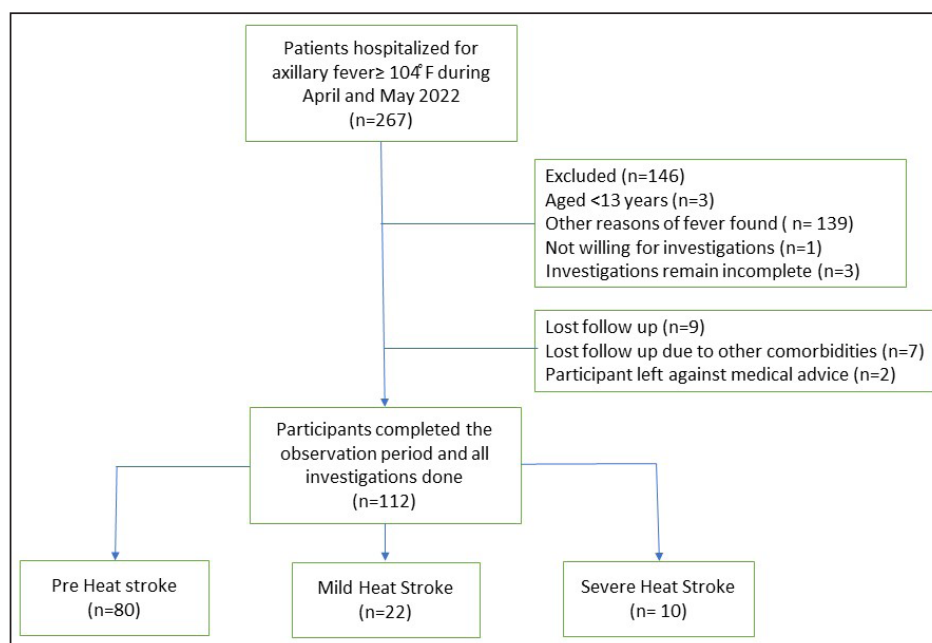 Patients hospitalized for
axillary fever≥ 104°F during
April and May 2022
(n=267)
Excluded (n=146)
Aged <13 years (n=3)
Other reasons of fever found ( n= 139)
Not willing for investigations (n=1)
Investigations remain incomplete (n=3)
Lost follow up (n=9)
Lost follow up due to other comorbidities (n=7)
Participant left against medical advice (n=2)
Participants completed the
observation period and all
investigations done
(n=112)
Pre Heat stroke
(n=80)
Mild Heat Stroke
(n=22)
Severe Heat Stroke
(n= 10)